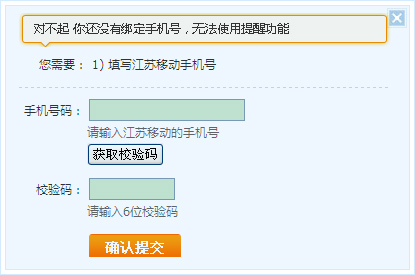 对不起 你还没有绑定手机号，无法使用提醒功能
您需要： 1) 填写江苏移动手机号
手机号码：
请输入江苏移动的手机号
获取校验码
校验码：
请输入6位校验码
确认提交